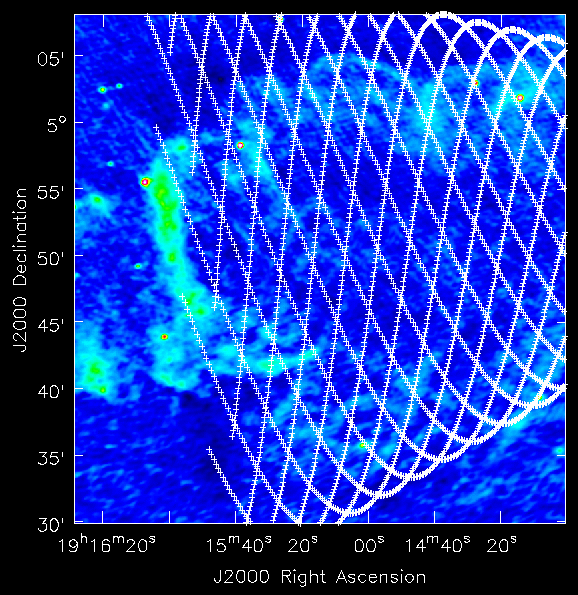 05'
5°
55'
50'
45'
40'
35'
30'
J2000 Declination
19ʰ16ᵐ20ˢ 15ᵐ40ˢ 20ˢ 00ˢ 14ᵐ40ˢ 20ˢ
J2000 Right Ascension